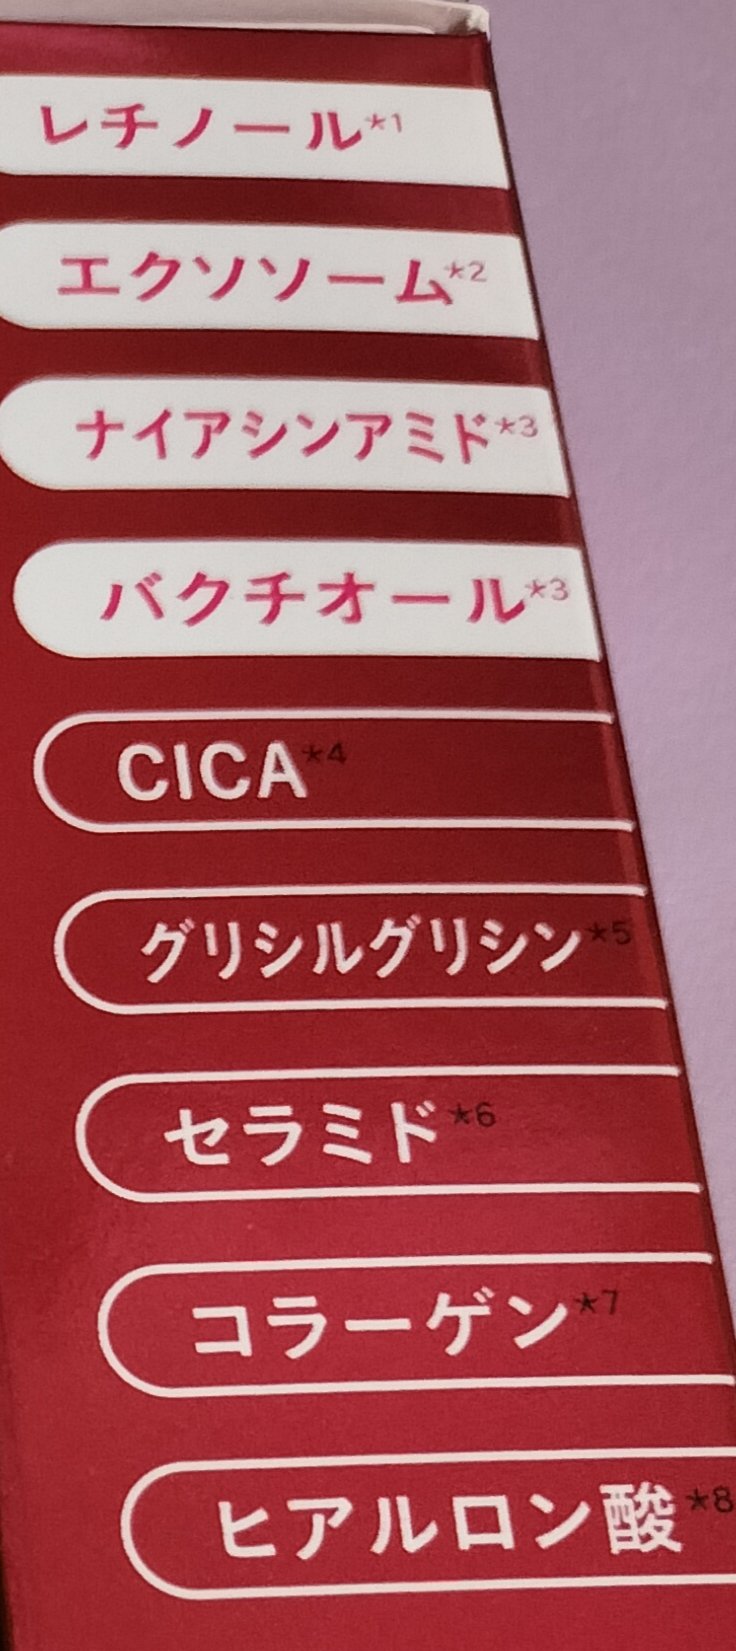 レチノール*1
エクソソーム*2
ナイアシンアミド*3
バクチオール*3
CICA*4
グリシルグリシン*5
セラミド*6
コラーゲン*7
ヒアルロン酸*8